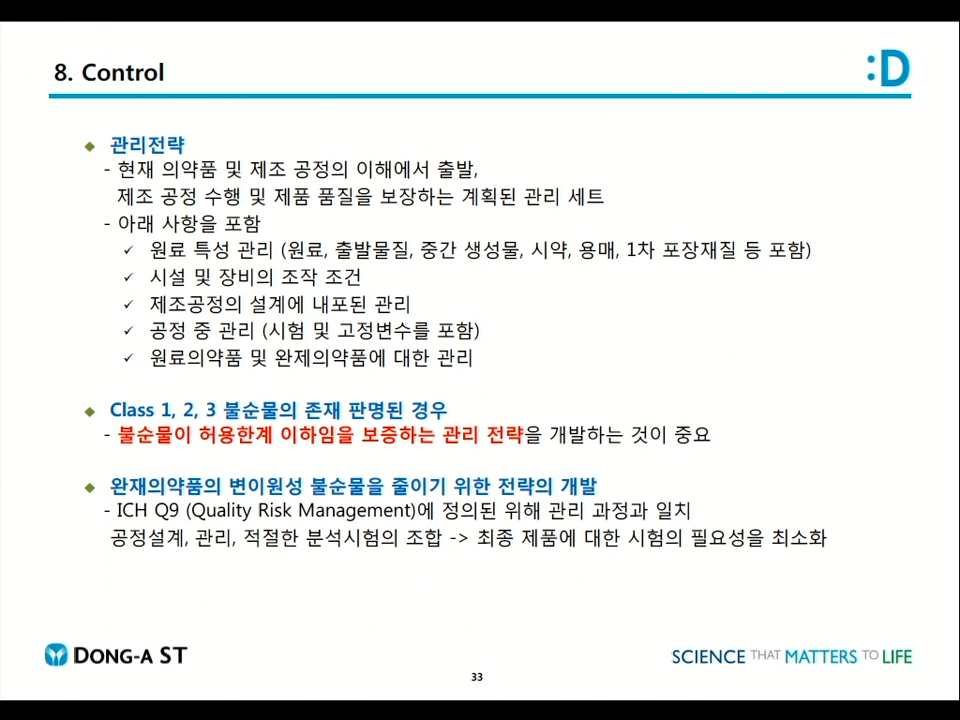 8. Control
:D
◆ 관리전략
- 현재 의약품 및 제조 공정의 이해에서 출발,
제조 공정 수행 및 제품 품질을 보장하는 계획된 관리 세트
- 아래 사항을 포함
✓ 원료 특성 관리 (원료, 출발물질, 중간 생성물, 시약, 용매, 1차 포장재질 등 포함)
✓ 시설 및 장비의 조작 조건
✓ 제조공정의 설계에 내포된 관리
✓ 공정 중 관리 (시험 및 고정변수를 포함)
✓ 원료의약품 및 완제의약품에 대한 관리
◆ Class 1, 2, 3 불순물의 존재 판명된 경우
- 불순물이 허용한계 이하임을 보증하는 관리 전략을 개발하는 것이 중요
◆ 완재의약품의 변이원성 불순물을 줄이기 위한 전략의 개발
- ICH Q9 (Quality Risk Management)에 정의된 위해 관리 과정과 일치
공정설계, 관리, 적절한 분석시험의 조합 -> 최종 제품에 대한 시험의 필요성을 최소화
DONG-A ST
SCIENCE THAT MATTERS TO LIFE
33